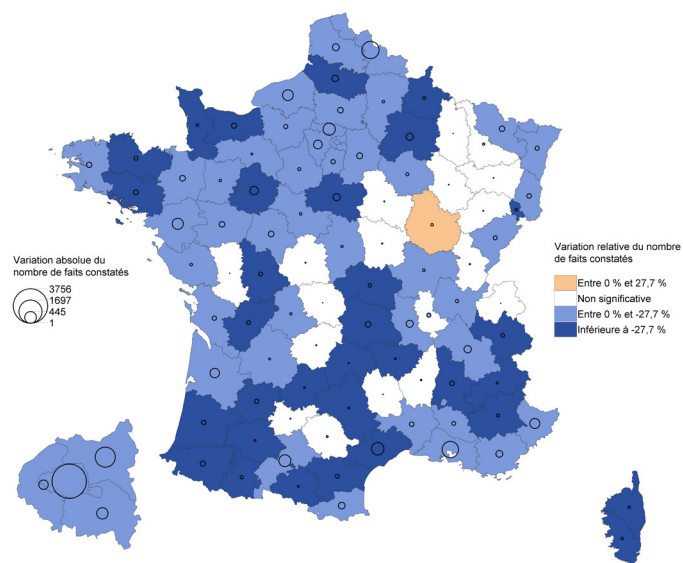 Variation absolue du
nombre de faits constatés
3756
1697
445
1
Variation relative du nombre
de faits constatés
Entre 0 % et 27,7 %
Non significative
Entre 0 % et -27,7 %
Inférieure à -27,7 %